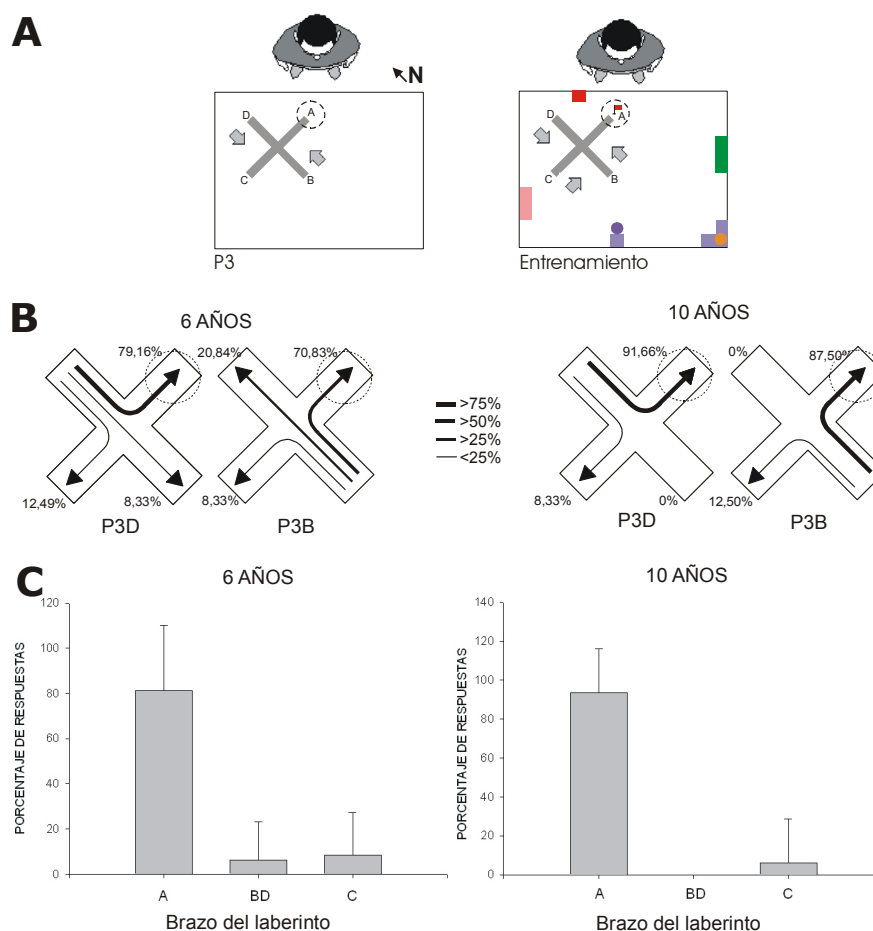 A
N
D
A
C
B
P3
D
A
C
B
Entrenamiento
B
6 AÑOS
79,16%
20,84%
70,83%
12,49%
8,33%
8,33%
P3D
P3B
>75%
>50%
>25%
<25%
10 AÑOS
91,66%
0%
87,50%
8,33%
0%
12,50%
P3D
P3B
C
6 AÑOS
PORCENTAJE DE RESPUESTAS
120
100
80
60
40
20
0
A
BD
C
Brazo del laberinto
10 AÑOS
PORCENTAJE DE RESPUESTAS
140
120
100
80
60
40
20
0
A
BD
C
Brazo del laberinto